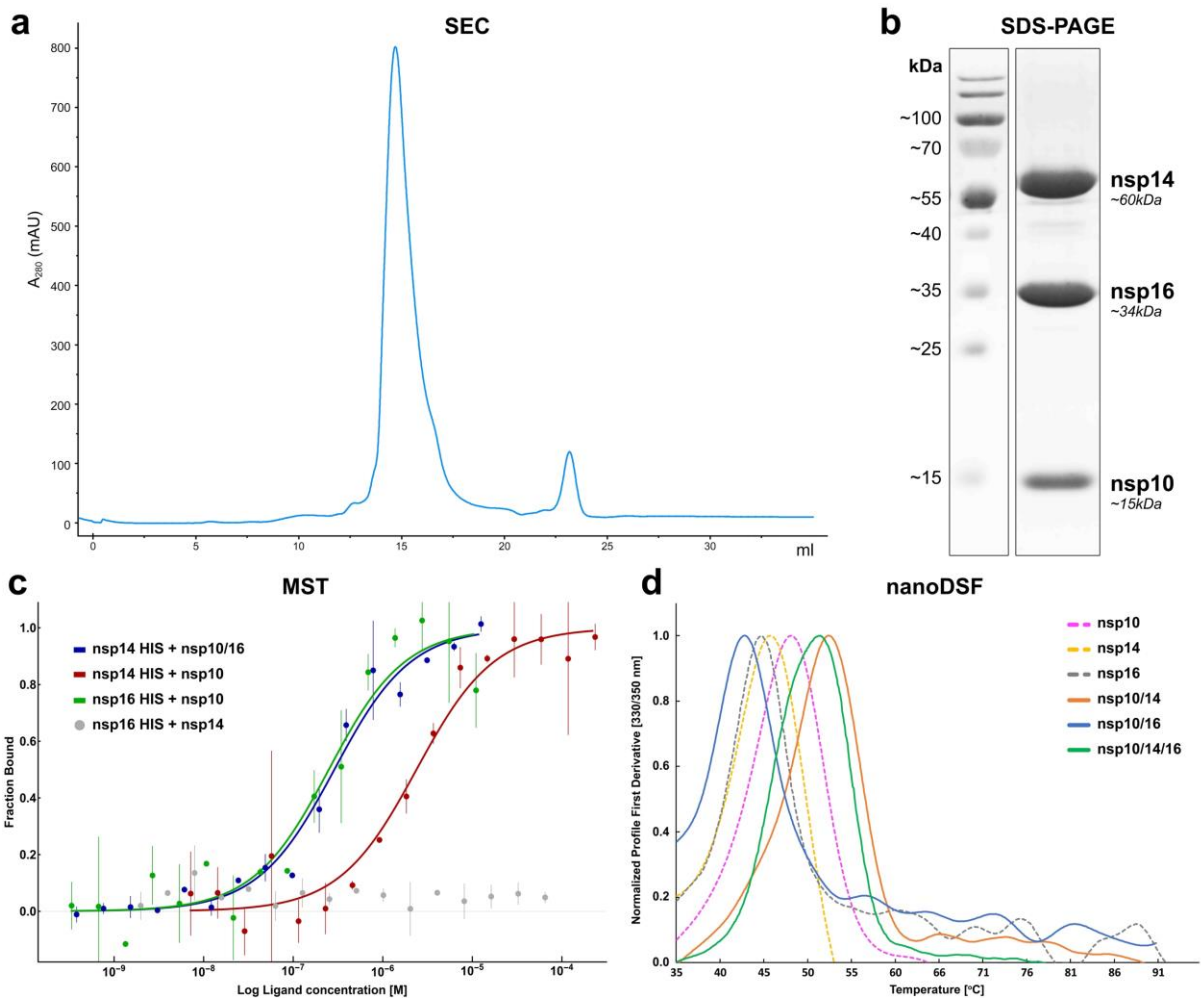 a
SEC
800
700
600
500
400
300
200
100
0
A280 (mAU)
0
5
10
15
20
25
30
ml
b
SDS-PAGE
kDa
~100
~70
~55
~40
~35
~25
~15
nsp14
~60kDa
nsp16
~34kDa
nsp10
~15kDa
c
MST
nsp14 HIS + nsp10/16
nsp14 HIS + nsp10
nsp16 HIS + nsp10
nsp16 HIS + nsp14
1.0
0.8
0.6
0.4
0.2
0.0
Fraction Bound
10⁻⁹
10⁻⁸
10⁻⁷
10⁻⁶
10⁻⁵
10⁻⁴
Log Ligand concentration [M]
d
nanoDSF
nsp10
nsp14
nsp16
nsp10/14
nsp10/16
nsp10/14/16
1.0
0.8
0.6
0.4
0.2
0.0
Normalized Profile First Derivative [330/350 nm]
35
40
45
50
55
60
66
71
76
81
86
91
Temperature [°C]